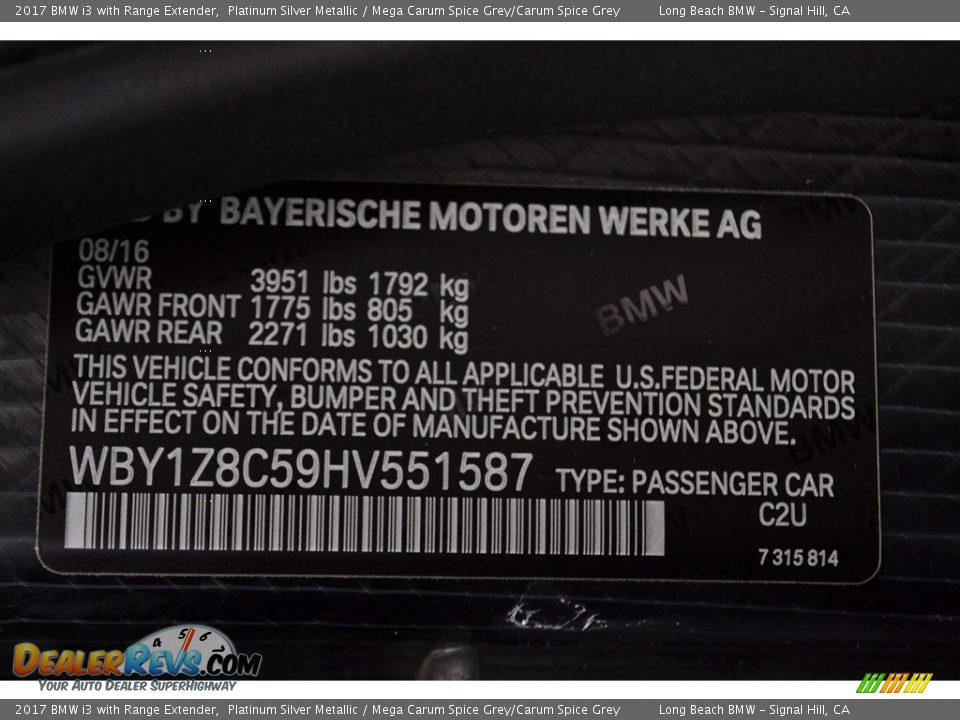 2017 BMW i3 with Range Extender,  Platinum Silver Metallic / Mega Carum Spice Grey/Carum Spice Grey    Long Beach BMW - Signal Hill, CA
BY BAYERISCHE MOTOREN WERKE AG
08/16
GVWR 3951 lbs 1792 kg
GAWR FRONT 1775 lbs 805 kg
GAWR REAR 2271 lbs 1030 kg
BMW
THIS VEHICLE CONFORMS TO ALL APPLICABLE U.S.FEDERAL MOTOR
VEHICLE SAFETY, BUMPER AND THEFT PREVENTION STANDARDS
IN EFFECT ON THE DATE OF MANUFACTURE SHOWN ABOVE.
WBY1Z8C59HV551587 TYPE: PASSENGER CAR
C2U
7 315 814
4 5 6
DEALERREVS.COM
YOUR AUTO DEALER SUPERHIGHWAY
2017 BMW i3 with Range Extender,  Platinum Silver Metallic / Mega Carum Spice Grey/Carum Spice Grey    Long Beach BMW - Signal Hill, CA